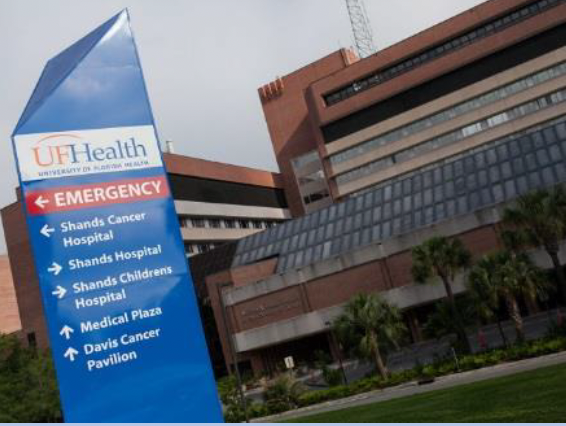 UFHealth
UNIVERSITY OF FLORIDA HEALTH
← EMERGENCY
← Shands Cancer
Hospital
→ Shands Hospital
→ Shands Childrens
Hospital
↑ Medical Plaza
↑ Davis Cancer
Pavilion